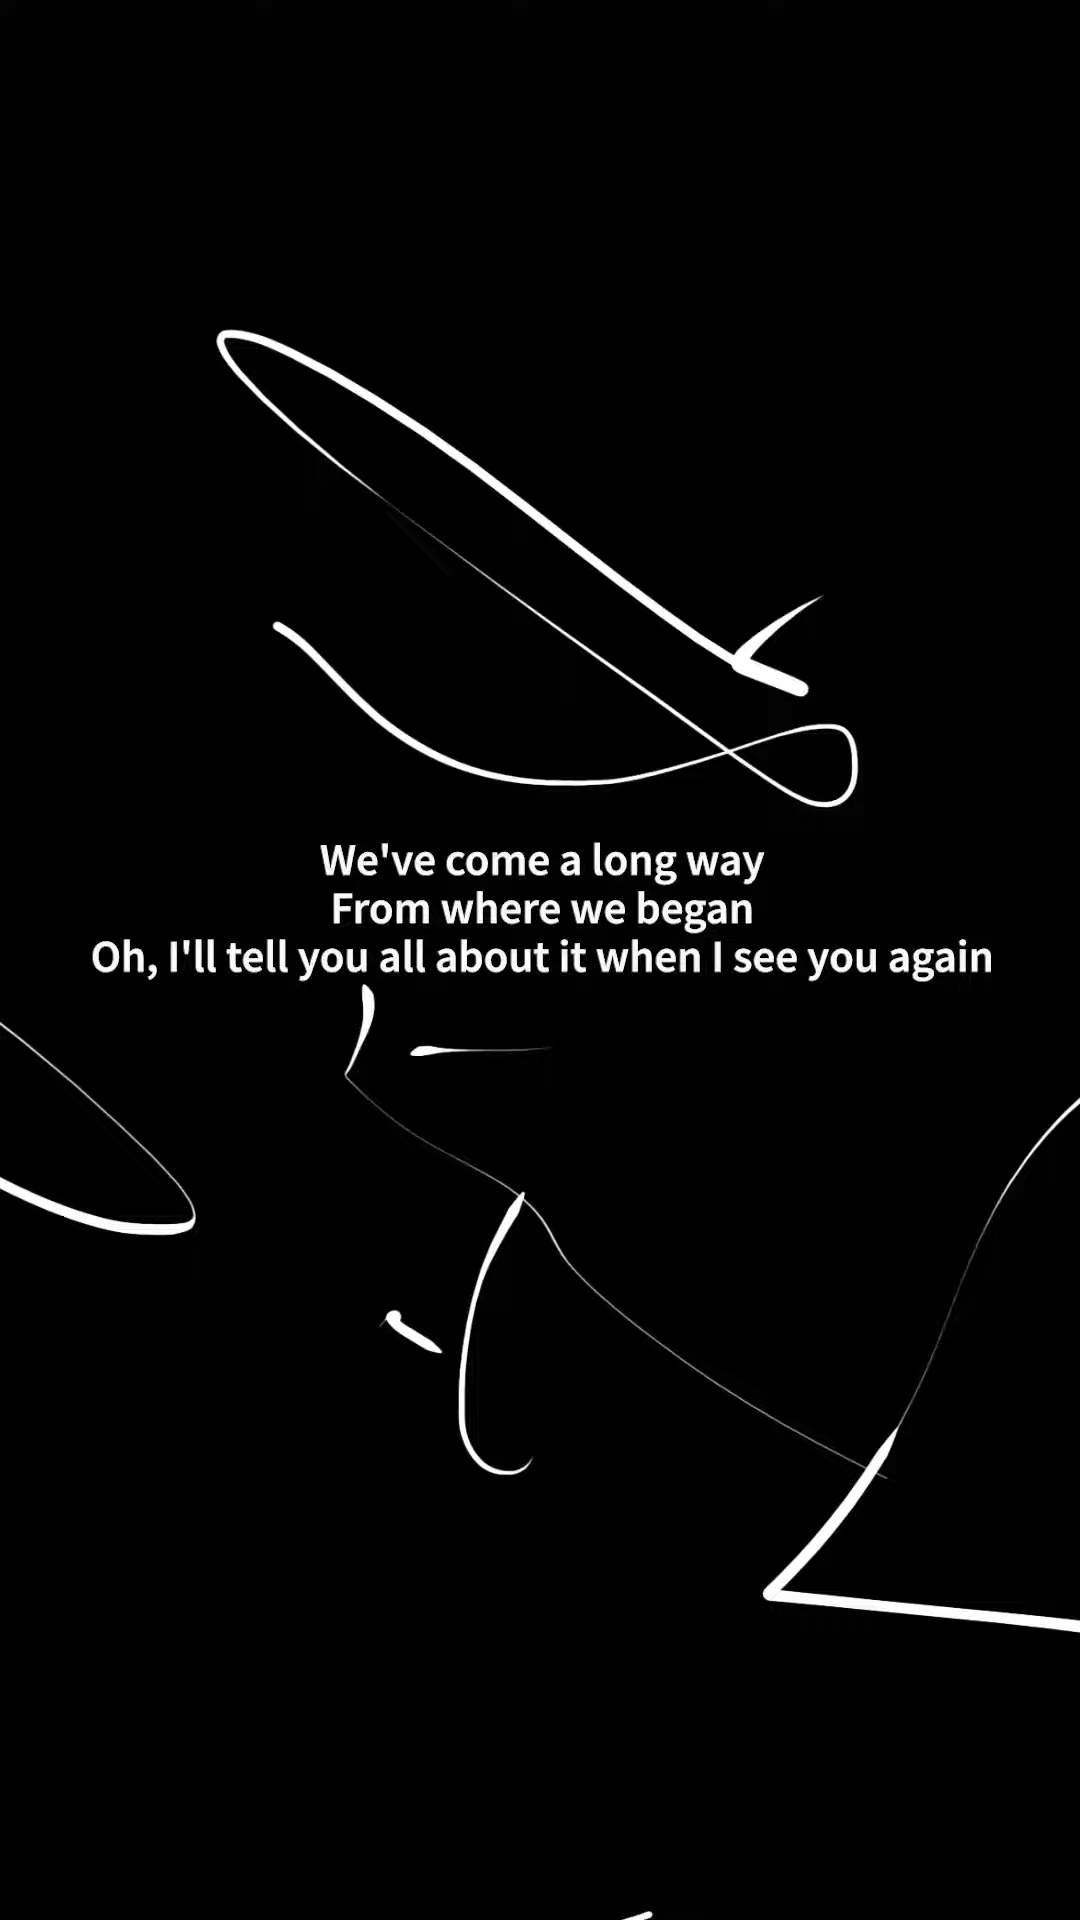 We've come a long way
From where we began
Oh, I'll tell you all about it when I see you again